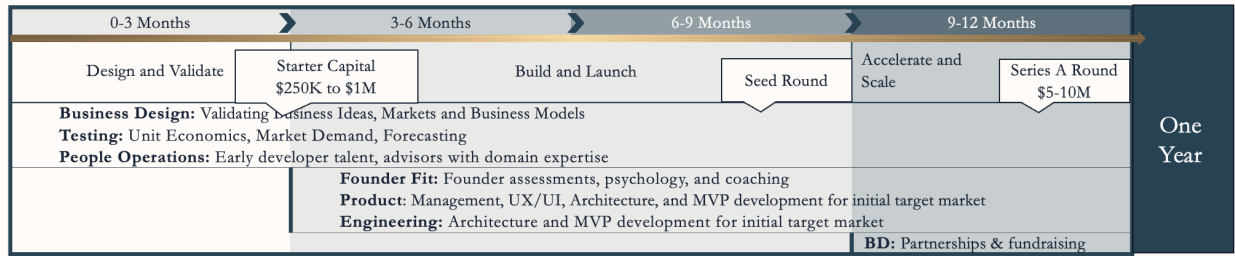 0-3 Months
3-6 Months
6-9 Months
9-12 Months
Design and Validate
Starter Capital
$250K to $1M
Build and Launch
Seed Round
Accelerate and
Scale
Series A Round
$5-10M
One
Year
Business Design: Validating Business Ideas, Markets and Business Models
Testing: Unit Economics, Market Demand, Forecasting
People Operations: Early developer talent, advisors with domain expertise
Founder Fit: Founder assessments, psychology, and coaching
Product: Management, UX/UI, Architecture, and MVP development for initial target market
Engineering: Architecture and MVP development for initial target market
BD: Partnerships & fundraising